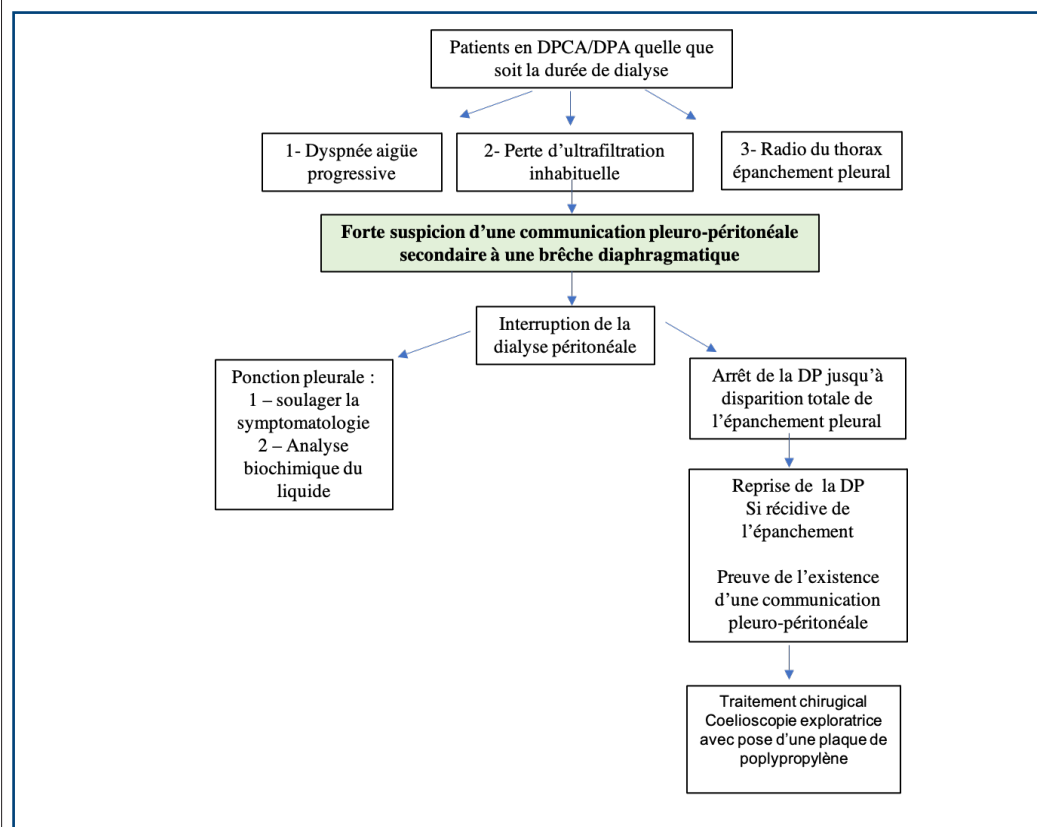 Patients en DPCA/DPA quelle que
soit la durée de dialyse
1- Dyspnée aigüe
progressive
2- Perte d'ultrafiltration
inhabituelle
3- Radio du thorax
épanchement pleural
Forte suspicion d'une communication pleuro-péritonéale
secondaire à une brêche diaphragmatique
Interruption de la
dialyse péritonéale
Ponction pleurale :
1 – soulager la
symptomatologie
2 – Analyse
biochimique du
liquide
Arrêt de la DP jusqu'à
disparition totale de
l'épanchement pleural
Reprise de la DP
Si récidive de
l'épanchement
Preuve de l'existence
d'une communication
pleuro-péritonéale
Traitement chirugical
Coelioscopie exploratrice
avec pose d'une plaque de
poplypropylène